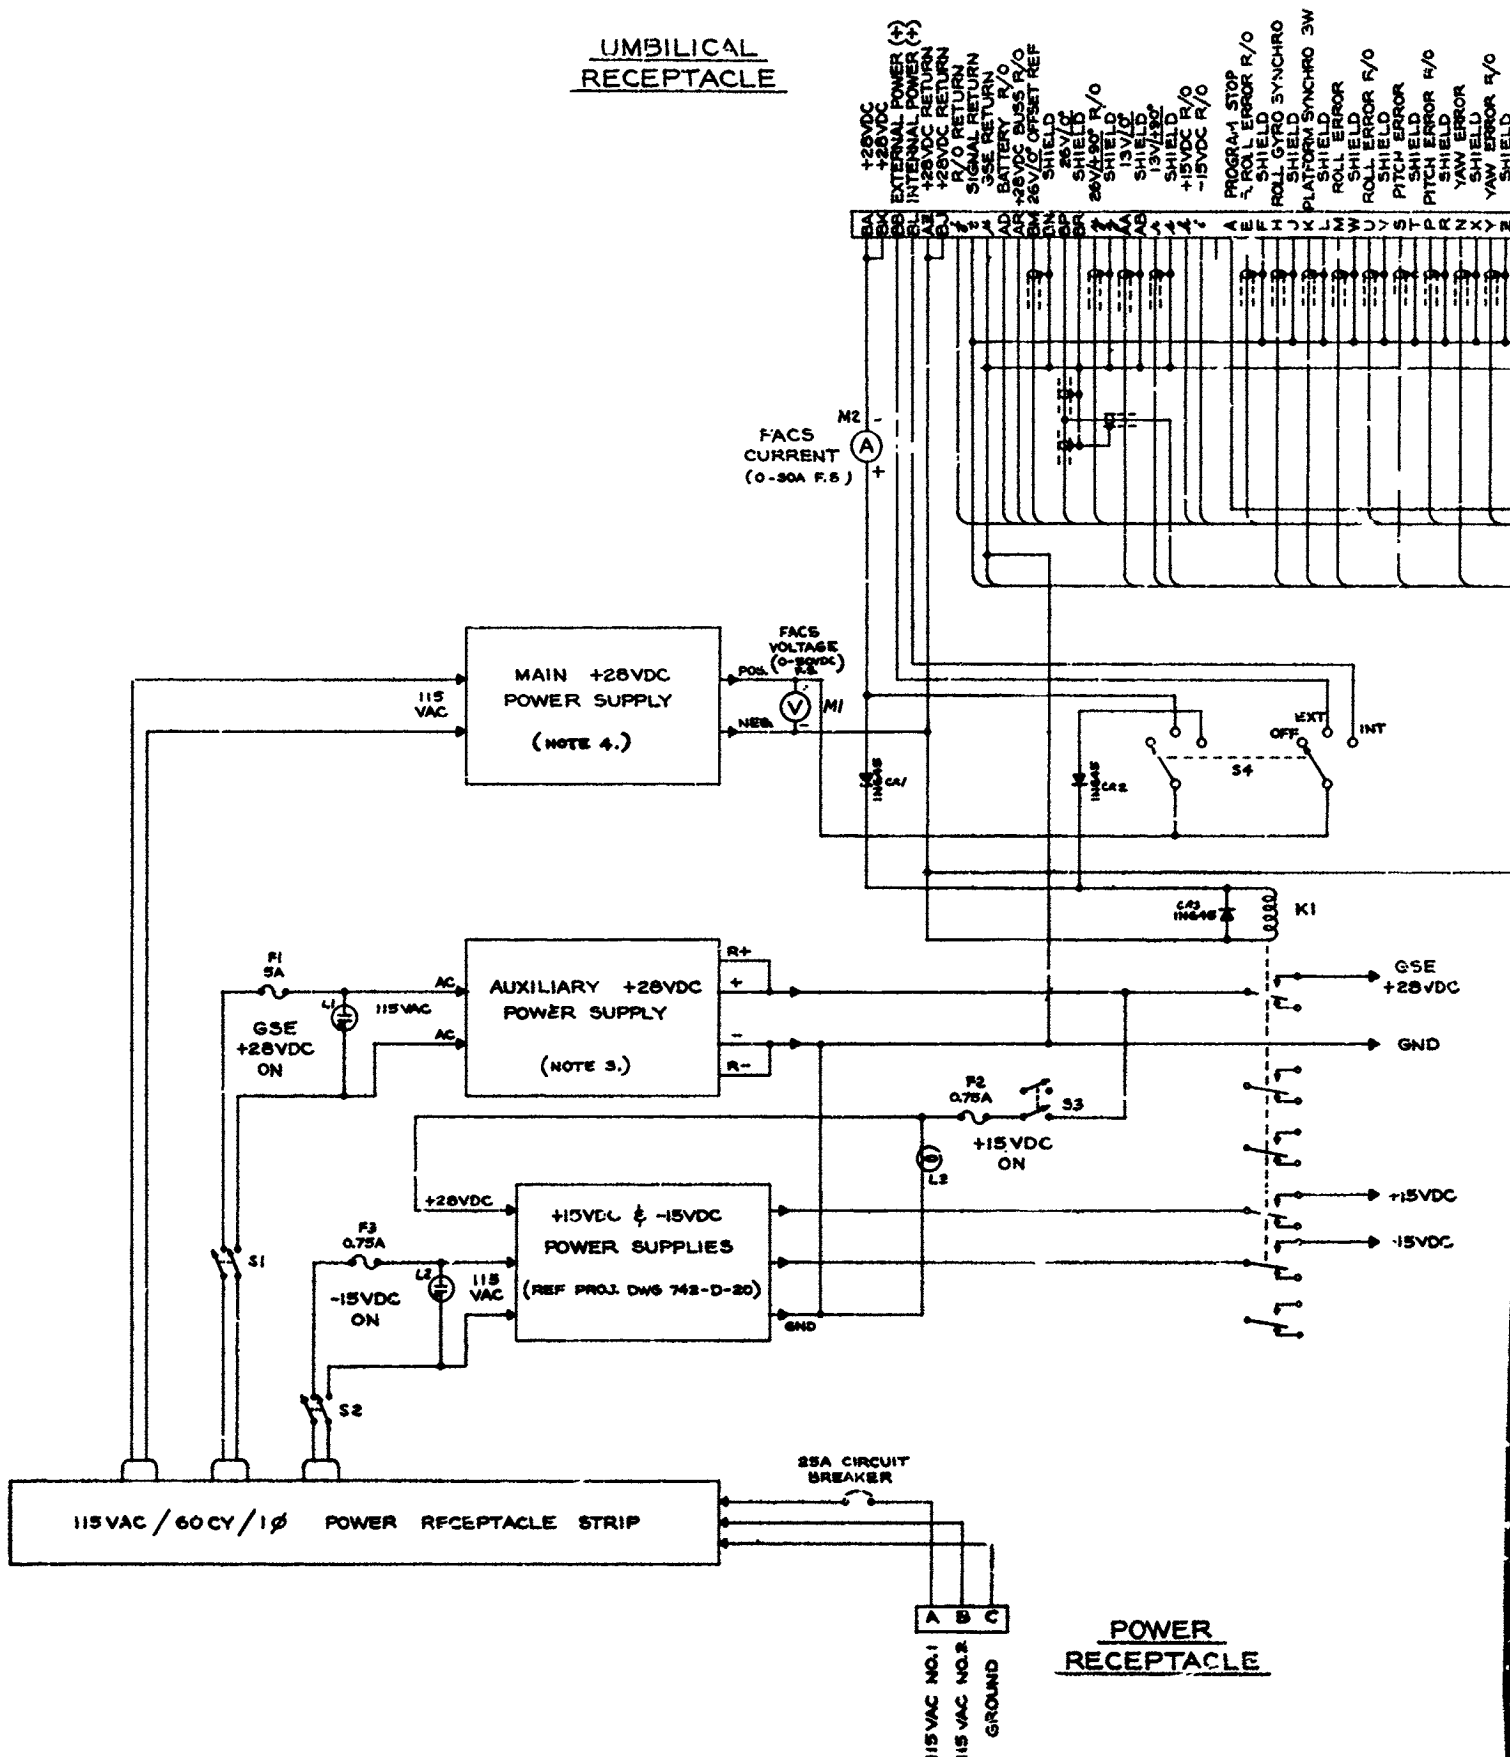 UMBILICAL
RECEPTACLE
+28VDC
+28VDC
EXTERNAL POWER (+)
INTERNAL POWER (+)
+28VDC RETURN
+28VDC RETURN
R/O RETURN
SIGNAL RETURN
GSE RETURN
BATTERY R/O
+28VDC BUSS R/O
26V/0° OFFSET REF
SHIELD
26V/0°
SHIELD
26V/+90° R/O
SHIELD
13V/0°
SHIELD
13V/+90°
SHIELD
+15VDC R/O
-15VDC R/O
PROGRAM STOP
ROLL ERROR R/O
SHIELD
ROLL GYRO SYNCHRO
SHIELD
PLATFORM SYNCHRO 3W
SHIELD
ROLL ERROR
SHIELD
ROLL ERROR R/O
SHIELD
PITCH ERROR
SHIELD
PITCH ERROR R/O
SHIELD
YAW ERROR
SHIELD
YAW ERROR R/O
SHIELD
BA BK BB BL AZ BJ
AD AR BM BN BP BR
AA AB
A E F H J K L M W U V S T P R N X Y Z
M2
-
A
+
FACS
CURRENT
(0-30A F.S)
MAIN +28VDC
POWER SUPPLY
(NOTE 4.)
115
VAC
POS.
NEG.
FACS
VOLTAGE
(0-50VDC)
F.S.
V
M1
-
1N645
CR1
1N645
CR2
OFF
EXT
INT
S4
CR3
1N645
K1
F1
5A
L1
115VAC
AC
AC
GSE
+28VDC
ON
AUXILIARY +28VDC
POWER SUPPLY
(NOTE 3.)
R+
+
-
R-
GSE
+28VDC
GND
F2
0.75A
S3
+15VDC
ON
L3
+28VDC
+15VDC & -15VDC
POWER SUPPLIES
(REF PROJ. DWG 742-D-20)
GND
+15VDC
-15VDC
F3
0.75A
L2
115
VAC
-15VDC
ON
S1
S2
25A CIRCUIT
BREAKER
115VAC/60CY/1Ø POWER RECEPTACLE STRIP
A B C
115VAC NO.1
115VAC NO.2
GROUND
POWER
RECEPTACLE